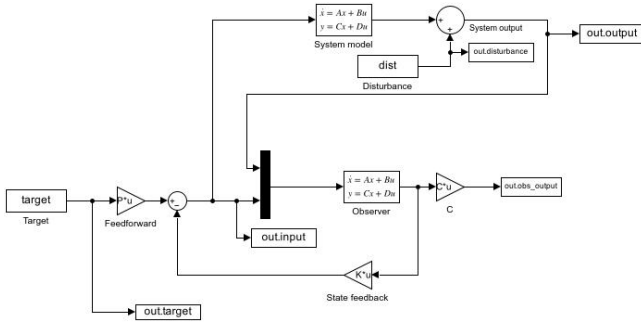 ẋ = Ax + Bu
y = Cx + Du
System model
+
+
System output
out.output
dist
Disturbance
out.disturbance
ẋ = Ax + Bu
y = Cx + Du
Observer
C*u
C
out.obs_output
target
Target
P*u
Feedforward
+
−
out.input
K*u
State feedback
out.target